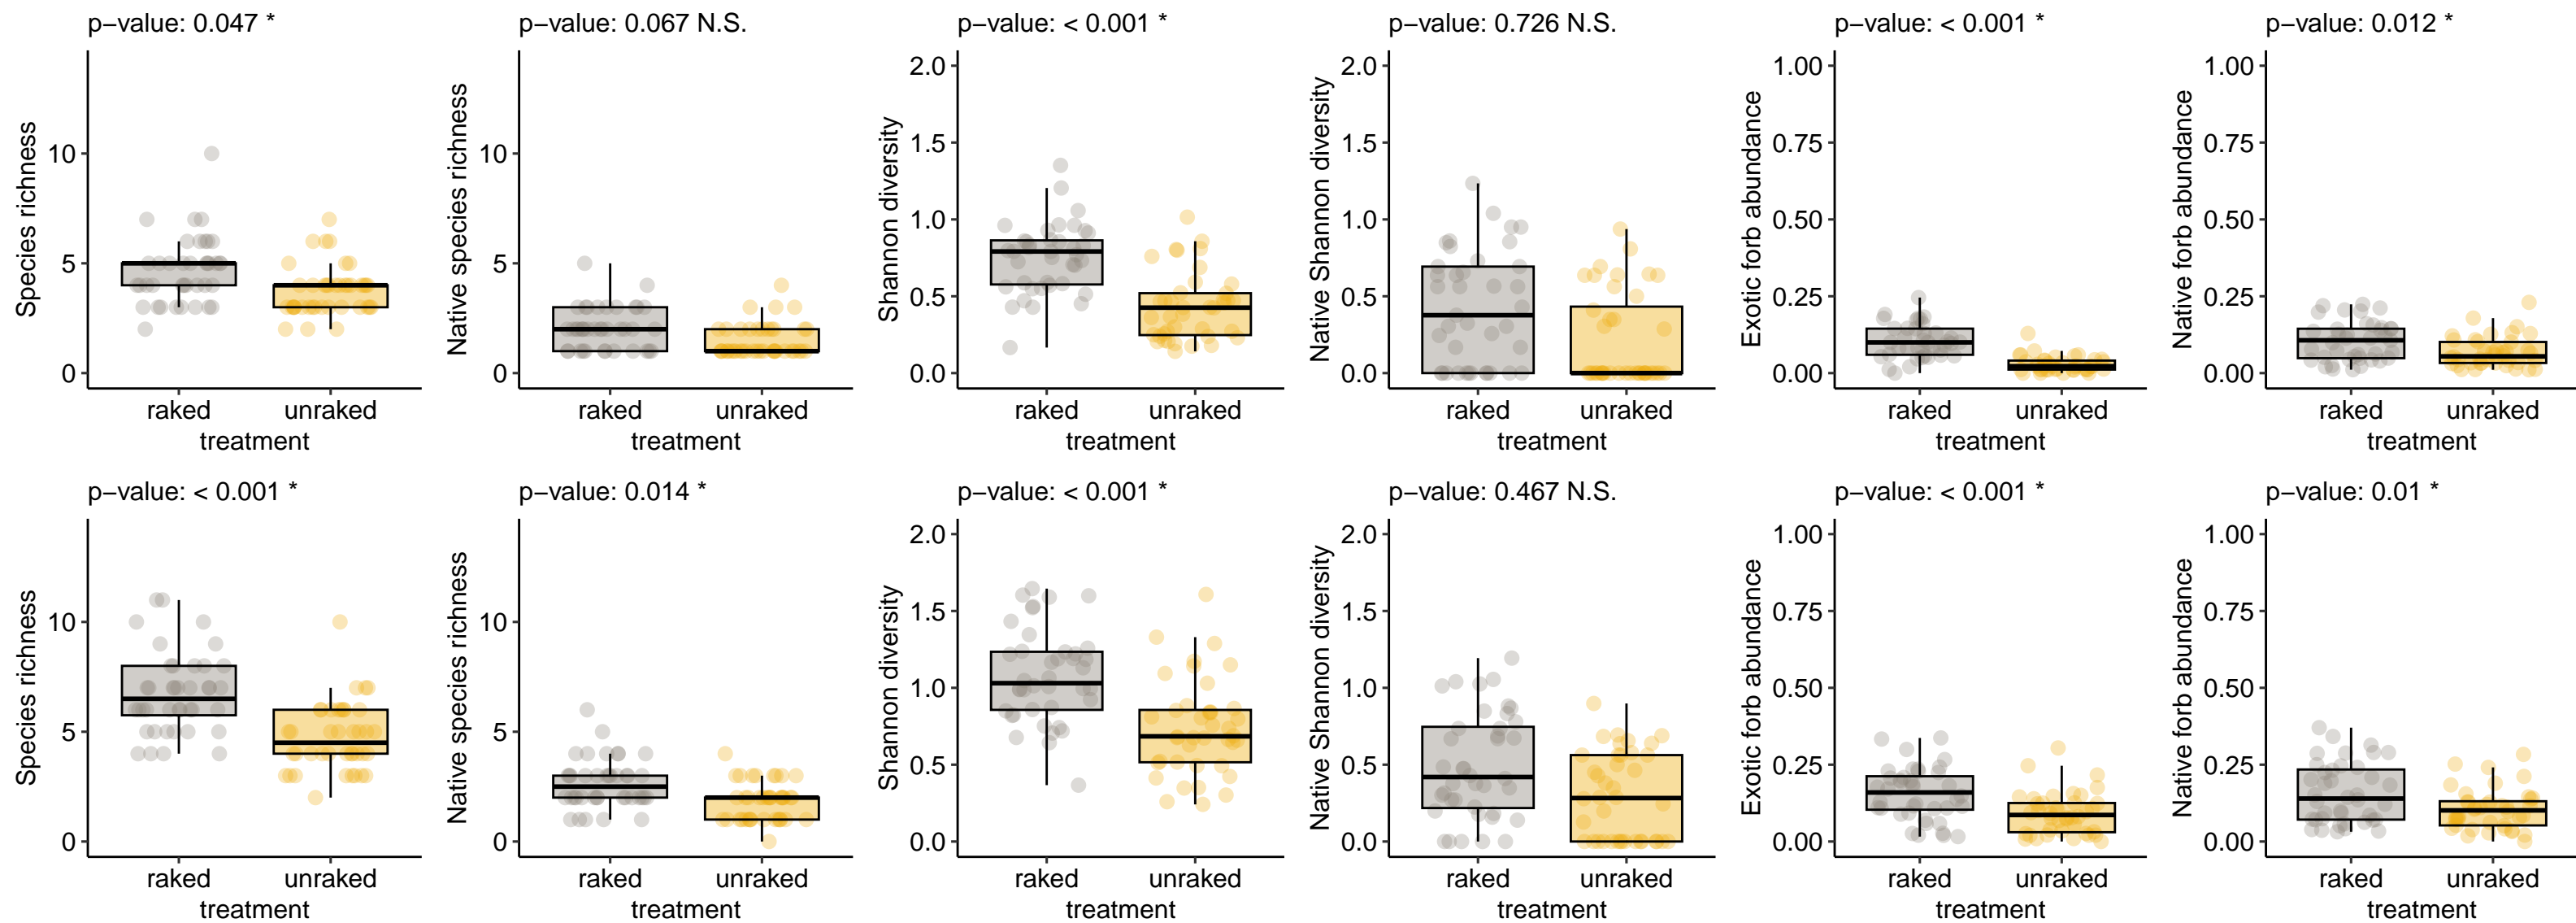 p−value: 0.047 *
p−value: 0.067 N.S.
p−value: < 0.001 *
p−value: 0.726 N.S.
p−value: < 0.001 *
p−value: 0.012 *
Species richness
10
5
0
raked unraked
treatment
Native species richness
10
5
0
raked unraked
treatment
Shannon diversity
2.0
1.5
1.0
0.5
0.0
raked unraked
treatment
Native Shannon diversity
2.0
1.5
1.0
0.5
0.0
raked unraked
treatment
Exotic forb abundance
1.00
0.75
0.50
0.25
0.00
raked unraked
treatment
Native forb abundance
1.00
0.75
0.50
0.25
0.00
raked unraked
treatment
p−value: < 0.001 *
p−value: 0.014 *
p−value: < 0.001 *
p−value: 0.467 N.S.
p−value: < 0.001 *
p−value: 0.01 *
Species richness
10
5
0
raked unraked
treatment
Native species richness
10
5
0
raked unraked
treatment
Shannon diversity
2.0
1.5
1.0
0.5
0.0
raked unraked
treatment
Native Shannon diversity
2.0
1.5
1.0
0.5
0.0
raked unraked
treatment
Exotic forb abundance
1.00
0.75
0.50
0.25
0.00
raked unraked
treatment
Native forb abundance
1.00
0.75
0.50
0.25
0.00
raked unraked
treatment